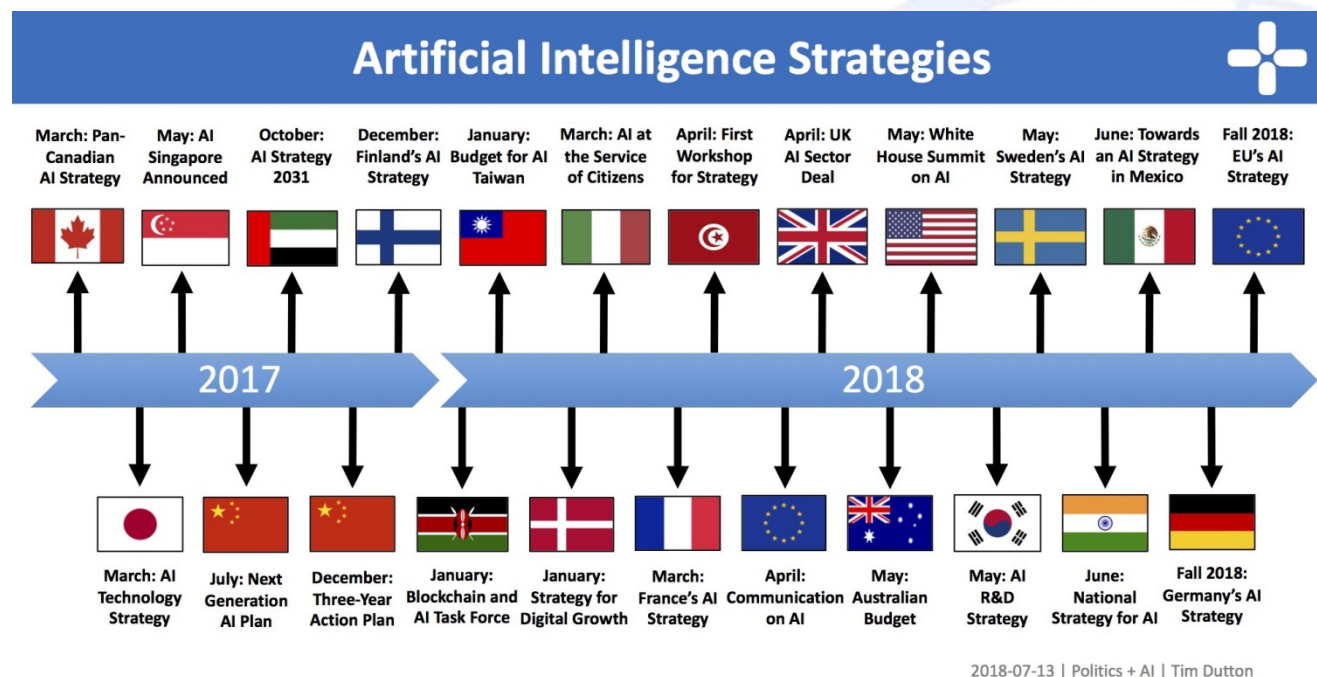 Artificial Intelligence Strategies
March: Pan-
Canadian
AI Strategy
May: AI
Singapore
Announced
October:
AI Strategy
2031
December:
Finland's AI
Strategy
January:
Budget for AI
Taiwan
March: AI at
the Service
of Citizens
April: First
Workshop
for Strategy
April: UK
AI Sector
Deal
May: White
House Summit
on AI
May:
Sweden's AI
Strategy
June: Towards
an AI Strategy
in Mexico
Fall 2018:
EU's AI
Strategy
2017
2018
March: AI
Technology
Strategy
July: Next
Generation
AI Plan
December:
Three-Year
Action Plan
January:
Blockchain and
AI Task Force
January:
Strategy for
Digital Growth
March:
France's AI
Strategy
April:
Communication
on AI
May:
Australian
Budget
May: AI
R&D
Strategy
June:
National
Strategy for AI
Fall 2018:
Germany's AI
Strategy
2018-07-13 | Politics + AI | Tim Dutton